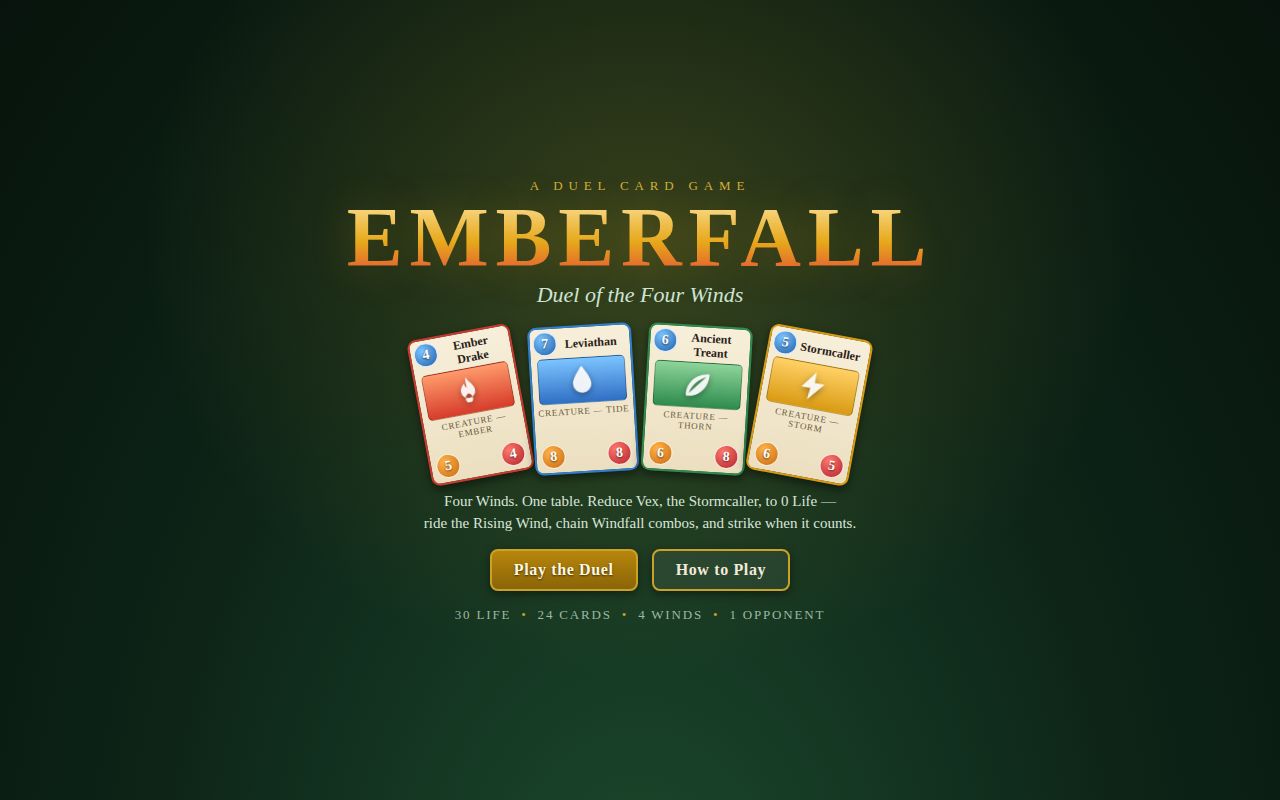 A DUEL CARD GAME
EMBERFALL
Duel of the Four Winds
4
Ember
Drake
CREATURE —
EMBER
5
4
7
Leviathan
CREATURE — TIDE
8
8
6
Ancient
Treant
CREATURE —
THORN
6
8
5
Stormcaller
CREATURE —
STORM
6
5
Four Winds. One table. Reduce Vex, the Stormcaller, to 0 Life —
ride the Rising Wind, chain Windfall combos, and strike when it counts.
Play the Duel
How to Play
30 LIFE • 24 CARDS • 4 WINDS • 1 OPPONENT